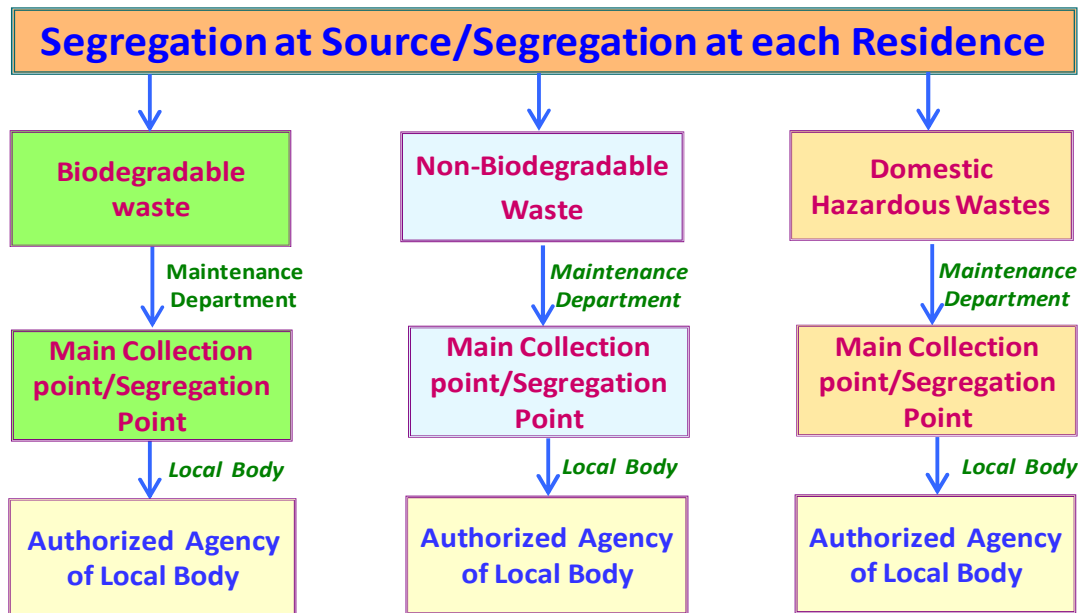 Segregation at Source/Segregation at each Residence
Biodegradable
waste
Non-Biodegradable
Waste
Domestic
Hazardous Wastes
Maintenance
Department
Maintenance
Department
Maintenance
Department
Main Collection
point/Segregation
Point
Main Collection
point/Segregation
Point
Main Collection
point/Segregation
Point
Local Body
Local Body
Local Body
Authorized Agency
of Local Body
Authorized Agency
of Local Body
Authorized Agency
of Local Body